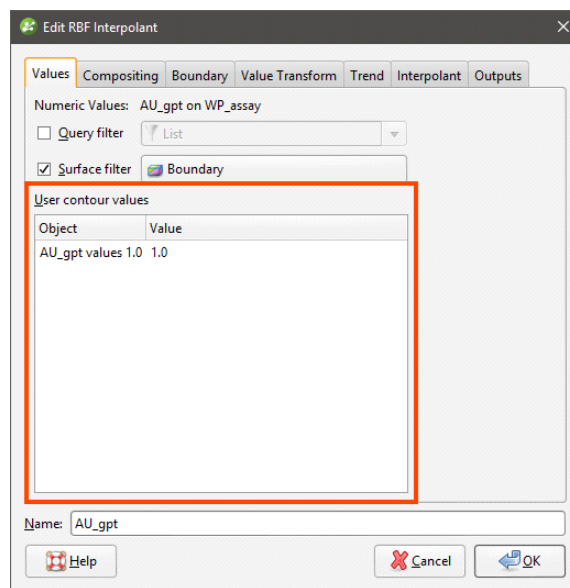 Edit RBF Interpolant
Values Compositing Boundary Value Transform Trend Interpolant Outputs
Numeric Values: AU_gpt on WP_assay
Query filter List
Surface filter Boundary
User contour values
Object Value
AU_gpt values 1.0 1.0
Name: AU_gpt
Help Cancel OK